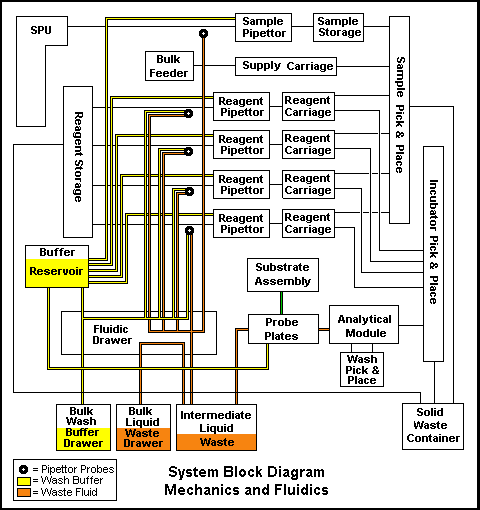 SPU
Sample
Pipettor
Sample
Storage
Bulk
Feeder
Supply Carriage
Sample Pick & Place
Reagent Storage
Reagent
Pipettor
Reagent
Carriage
Reagent
Pipettor
Reagent
Carriage
Reagent
Pipettor
Reagent
Carriage
Reagent
Pipettor
Reagent
Carriage
Incubator Pick & Place
Buffer
Reservoir
Substrate
Assembly
Fluidic
Drawer
Probe
Plates
Analytical
Module
Wash
Pick &
Place
Bulk
Wash
Buffer
Drawer
Bulk
Liquid
Waste
Drawer
Intermediate
Liquid
Waste
Solid
Waste
Container
= Pipettor Probes
= Wash Buffer
= Waste Fluid
System Block Diagram
Mechanics and Fluidics